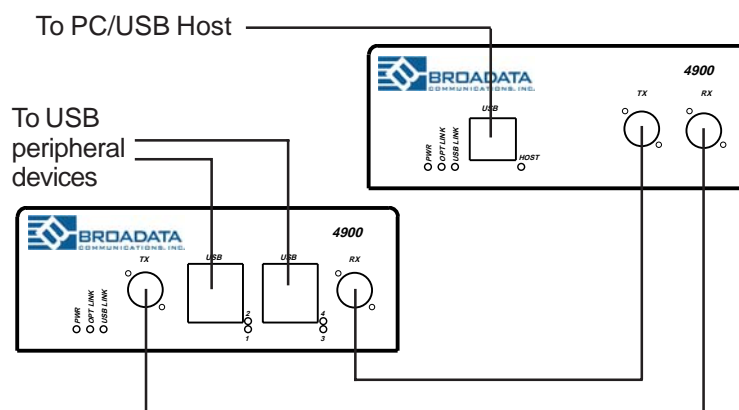 To PC/USB Host
BROADATA
COMMUNICATIONS, INC.
4900
TX
RX
USB
PWR
OPT LINK
USB LINK
HOST
To USB
peripheral
devices
BROADATA
COMMUNICATIONS, INC.
4900
TX
USB
USB
RX
PWR
OPT LINK
USB LINK
2
1
4
3